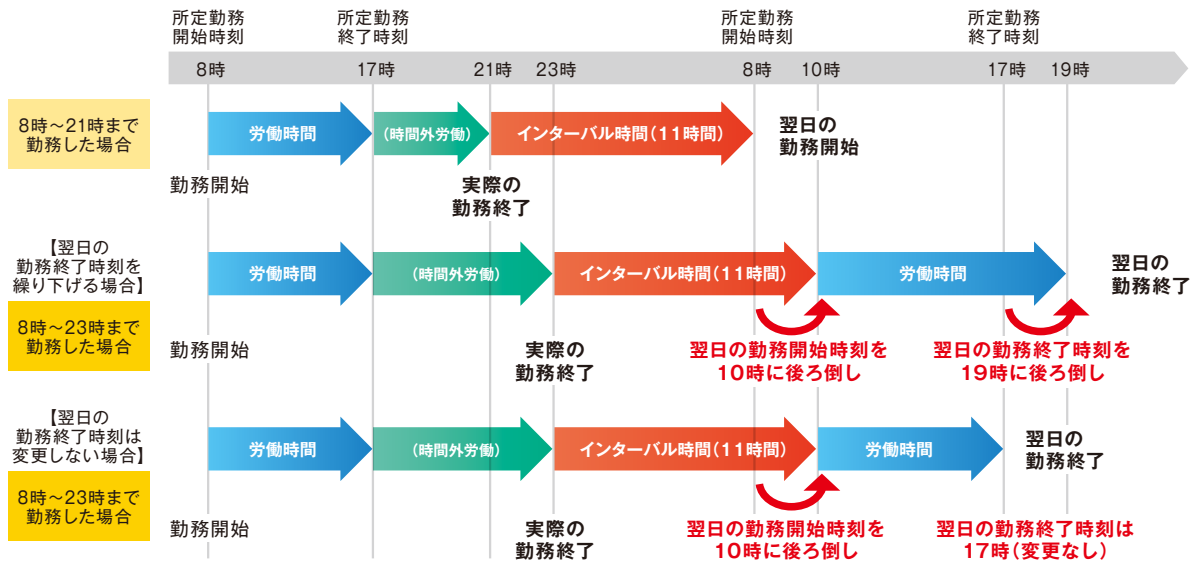 所定勤務
開始時刻
所定勤務
終了時刻
所定勤務
開始時刻
所定勤務
終了時刻
8時
17時
21時
23時
8時
10時
17時
19時
8時〜21時まで
勤務した場合
労働時間
(時間外労働)
インターバル時間(11時間)
翌日の
勤務開始
勤務開始
実際の
勤務終了
【翌日の
勤務終了時刻を
繰り下げる場合】
8時〜23時まで
勤務した場合
労働時間
(時間外労働)
インターバル時間(11時間)
労働時間
翌日の
勤務終了
勤務開始
実際の
勤務終了
翌日の勤務開始時刻を
10時に後ろ倒し
翌日の勤務終了時刻を
19時に後ろ倒し
【翌日の
勤務終了時刻は
変更しない場合】
8時〜23時まで
勤務した場合
労働時間
(時間外労働)
インターバル時間(11時間)
労働時間
翌日の
勤務終了
勤務開始
実際の
勤務終了
翌日の勤務開始時刻を
10時に後ろ倒し
翌日の勤務終了時刻は
17時(変更なし)